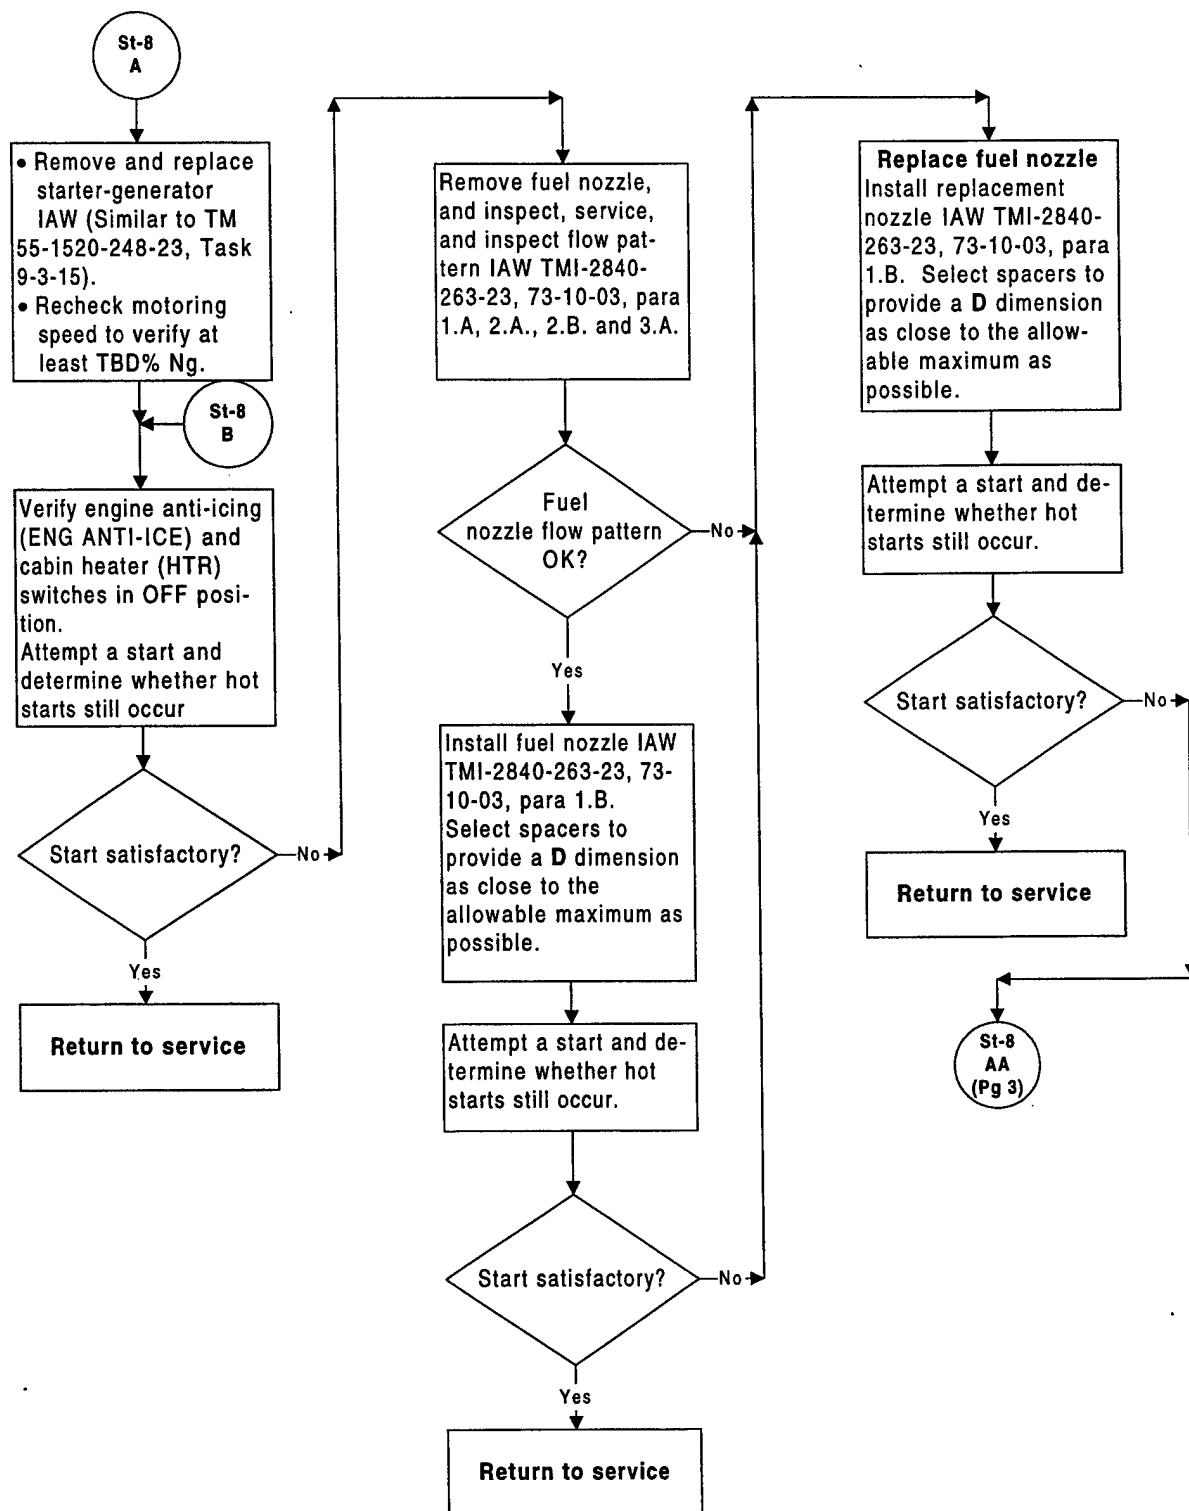 St-8
A
• Remove and replace
starter-generator
IAW (Similar to TM
55-1520-248-23, Task
9-3-15).
• Recheck motoring
speed to verify at
least TBD% Ng.
St-8
B
Verify engine anti-icing
(ENG ANTI-ICE) and
cabin heater (HTR)
switches in OFF posi-
tion.
Attempt a start and
determine whether hot
starts still occur
Start satisfactory?
No
Yes
Return to service
Remove fuel nozzle,
and inspect, service,
and inspect flow pat-
tern IAW TMI-2840-
263-23, 73-10-03, para
1.A, 2.A., 2.B. and 3.A.
Fuel
nozzle flow pattern
OK?
No
Yes
Install fuel nozzle IAW
TMI-2840-263-23, 73-
10-03, para 1.B.
Select spacers to
provide a D dimension
as close to the
allowable maximum as
possible.
Attempt a start and de-
termine whether hot
starts still occur.
Start satisfactory?
No
Yes
Return to service
Replace fuel nozzle
Install replacement
nozzle IAW TMI-2840-
263-23, 73-10-03, para
1.B. Select spacers to
provide a D dimension
as close to the allow-
able maximum as
possible.
Attempt a start and de-
termine whether hot
starts still occur.
Start satisfactory?
No
Yes
Return to service
St-8
AA
(Pg 3)